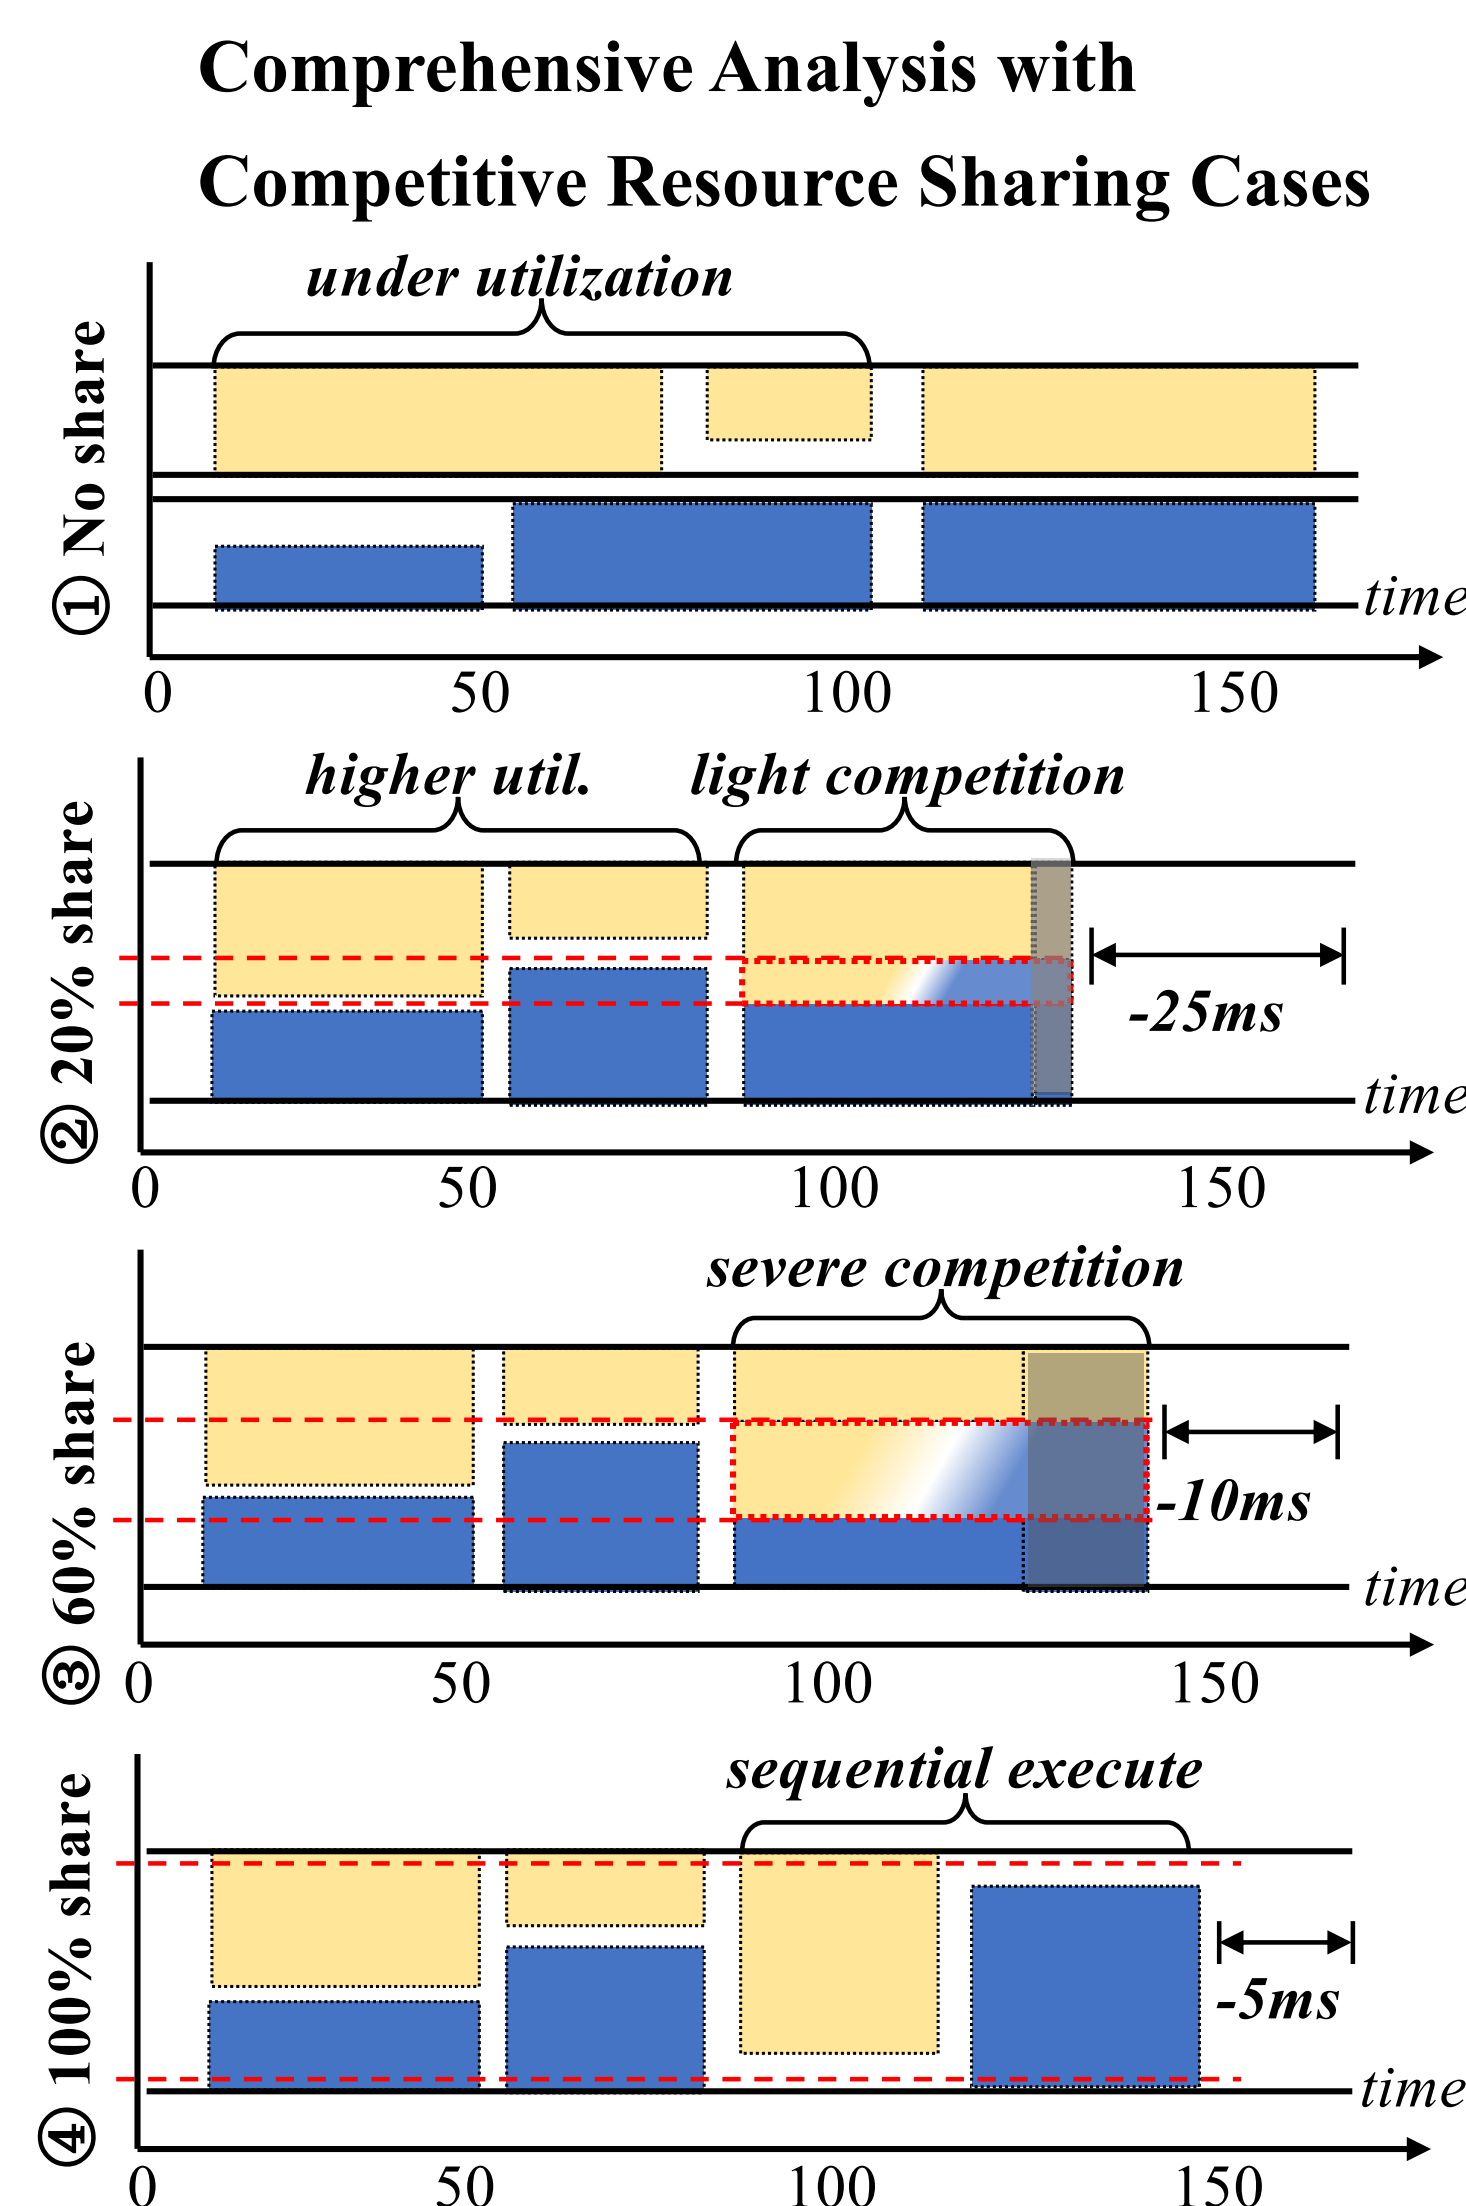 Comprehensive Analysis with
Competitive Resource Sharing Cases
under utilization
① No share
time
0 50 100 150
higher util. light competition
② 20% share
-25ms
time
0 50 100 150
severe competition
③ 60% share
-10ms
time
0 50 100 150
sequential execute
④ 100% share
-5ms
time
0 50 100 150